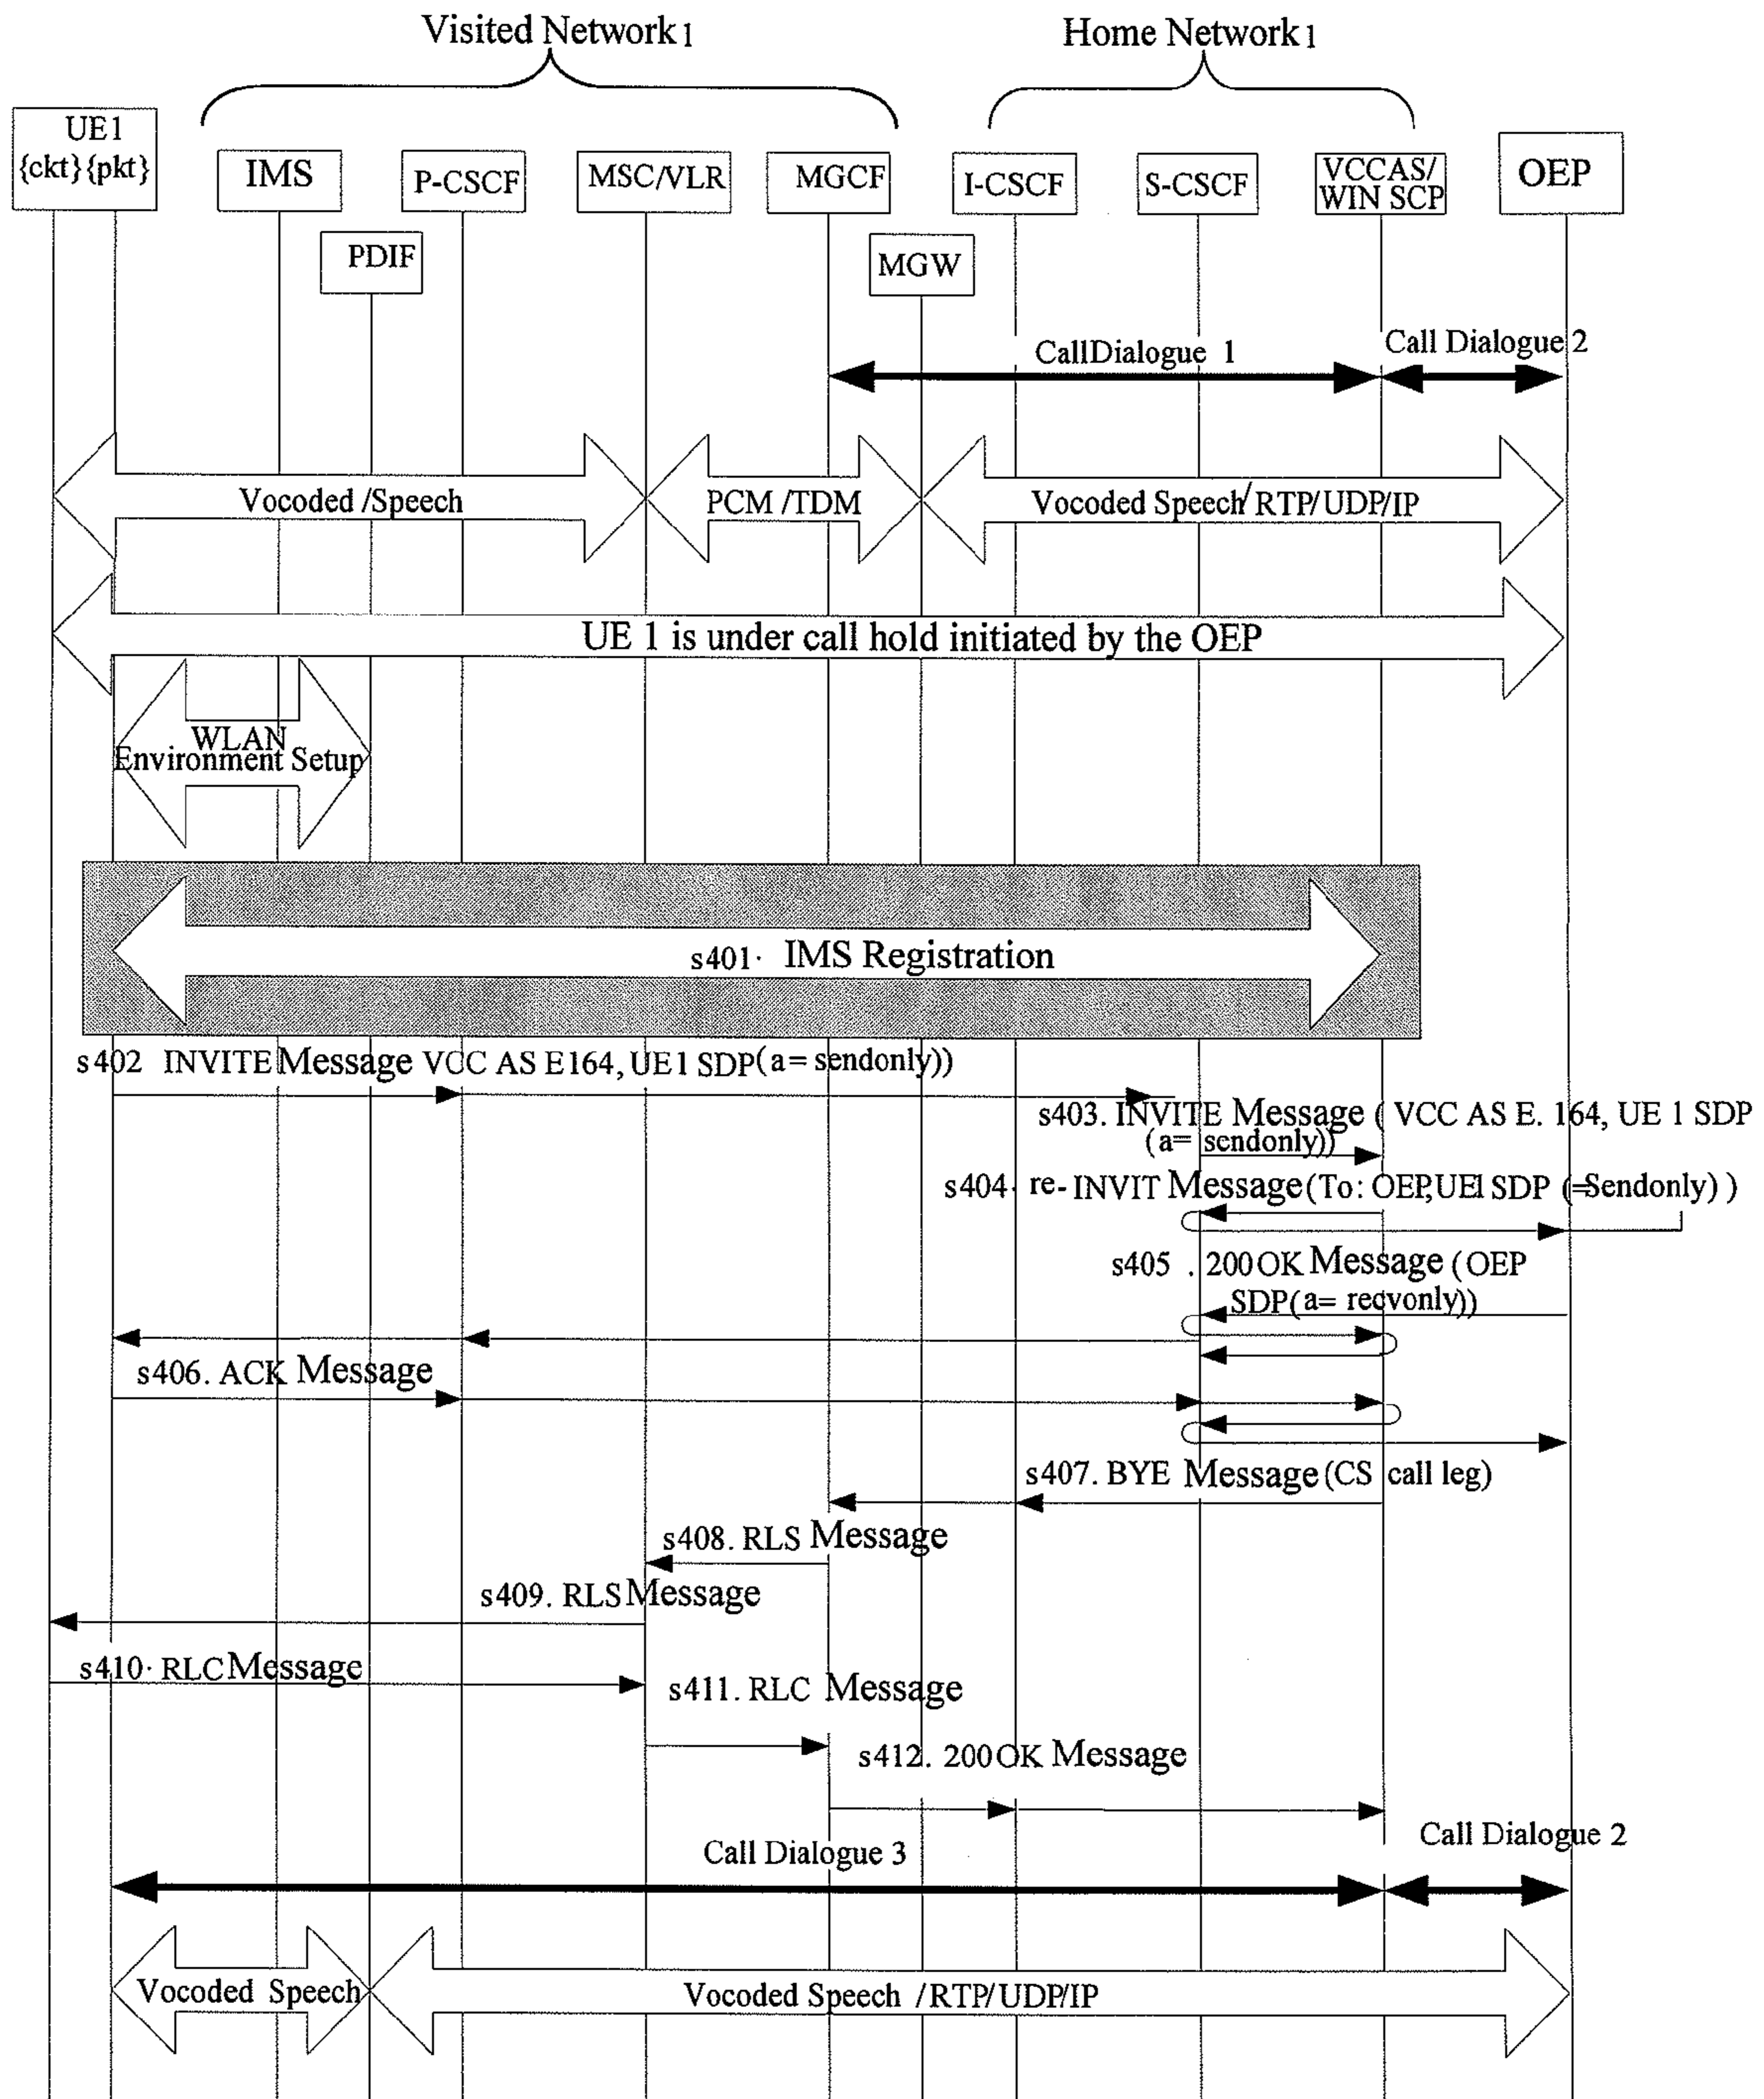 Visited Network 1
Home Network 1
UE1
{ckt}{pkt}
IMS
P-CSCF
MSC/VLR
MGCF
I-CSCF
S-CSCF
VCCAS/
WIN SCP
OEP
PDIF
MGW
CallDialogue 1
Call Dialogue 2
Vocoded /Speech
PCM /TDM
Vocoded Speech/RTP/UDP/IP
UE 1 is under call hold initiated by the OEP
WLAN
Environment Setup
s401. IMS Registration
s402 INVITE Message VCC AS E164, UE1 SDP(a= sendonly))
s403. INVITE Message ( VCC AS E. 164, UE 1 SDP
(a= sendonly))
s404. re-INVIT Message(To: OEP,UE1 SDP (=Sendonly) )
s405 . 200OK Message (OEP
SDP(a= recvonly))
s406. ACK Message
s407. BYE Message (CS call leg)
s408. RLS Message
s409. RLS Message
s410. RLC Message
s411. RLC Message
s412. 200OK Message
Call Dialogue 3
Call Dialogue 2
Vocoded Speech
Vocoded Speech /RTP/UDP/IP